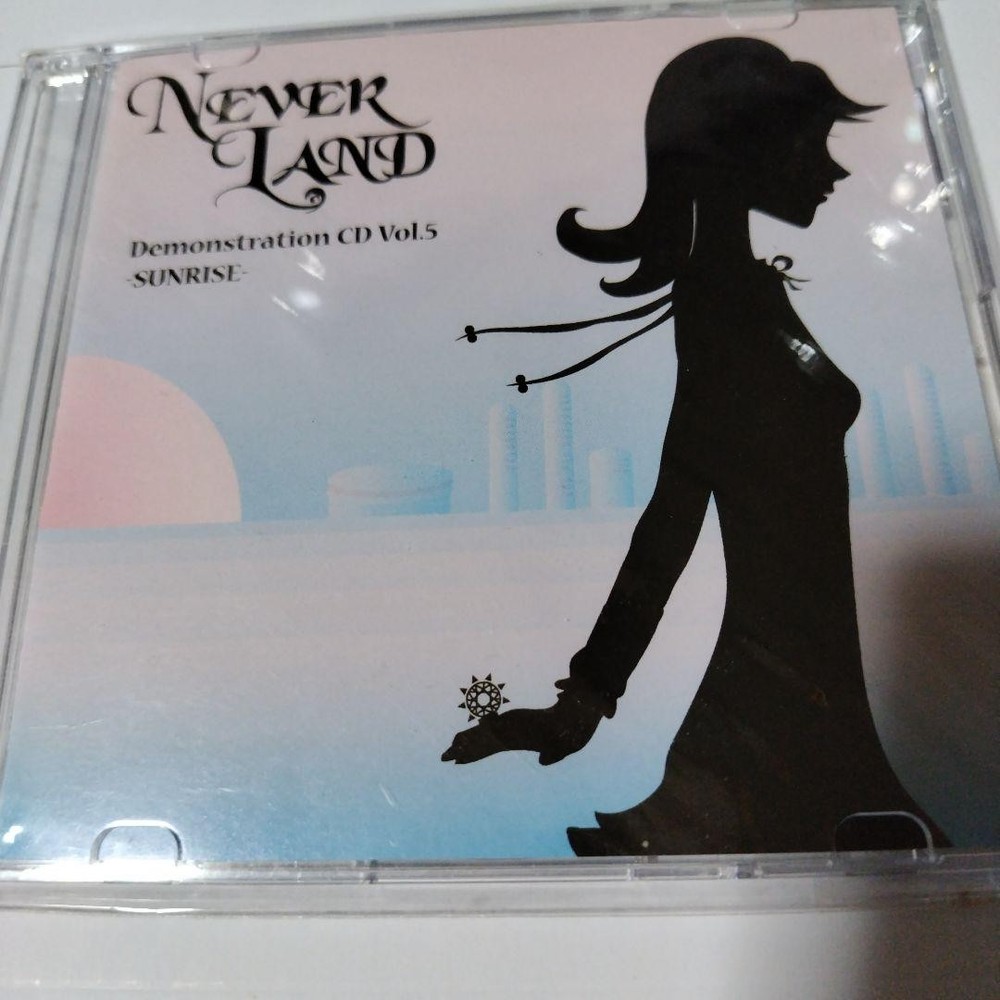 NEVER
LAND
Demonstration CD Vol.5
-SUNRISE-